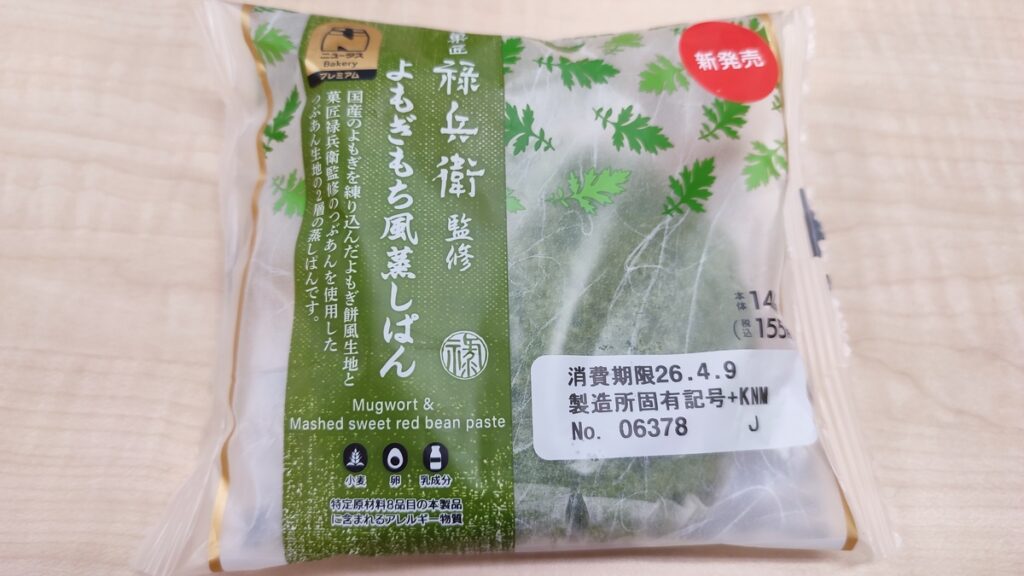 ニューデイズ
Bakery
プレミアム
新発売
菓匠
禄兵衛 監修
よもぎもち風蒸しぱん
国産のよもぎを練り込んだよもぎ餅風生地と
菓匠禄兵衛監修のつぶあんを使用した
つぶあん生地の2層の蒸しぱんです。
禄
Mugwort &
Mashed sweet red bean paste
小麦
卵
乳成分
特定原材料8品目の本製品
に含まれるアレルギー物質
本体 14
(税込 155
消費期限26.4.9
製造所固有記号+KNM
No. 06378 J